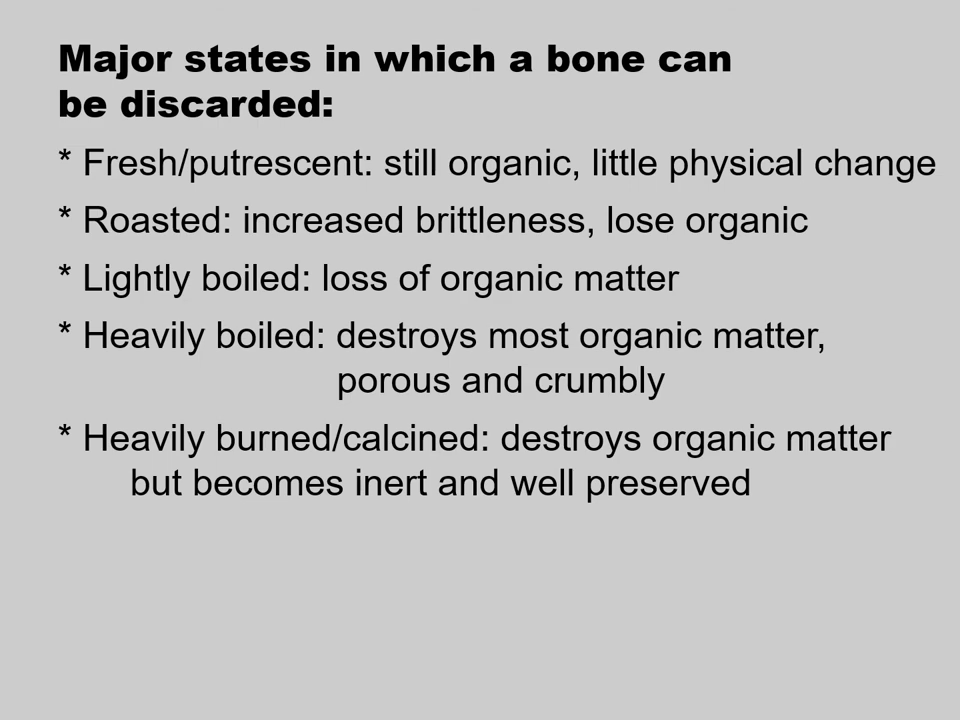 Major states in which a bone can
be discarded:
* Fresh/putrescent: still organic, little physical change
* Roasted: increased brittleness, lose organic
* Lightly boiled: loss of organic matter
* Heavily boiled: destroys most organic matter,
porous and crumbly
* Heavily burned/calcined: destroys organic matter
but becomes inert and well preserved